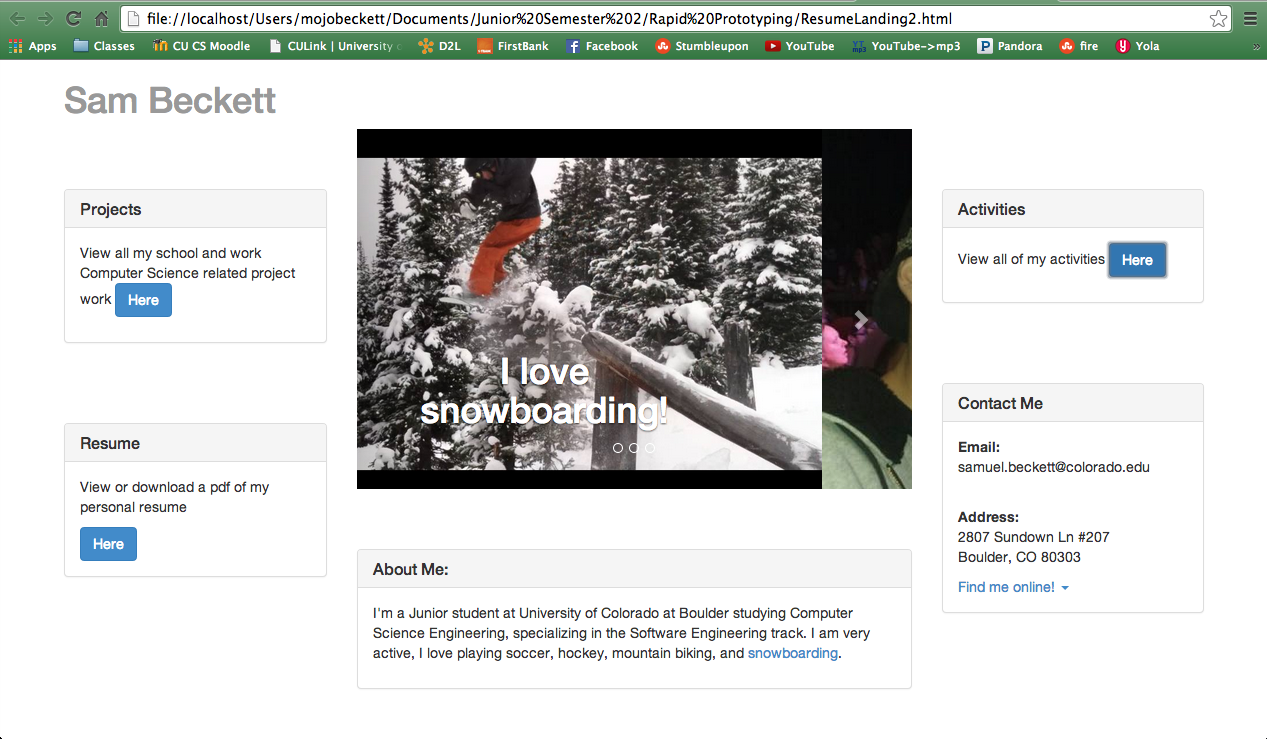 file://localhost/Users/mojobeckett/Documents/Junior%20Semester%202/Rapid%20Prototyping/ResumeLanding2.html
Apps Classes CU CS Moodle CULink | University D2L FirstBank Facebook Stumbleupon YouTube YT mp3 YouTube->mp3 P Pandora fire y Yola »
Sam Beckett
Projects
View all my school and work
Computer Science related project
work Here
Resume
View or download a pdf of my
personal resume
Here
I love
snowboarding!
About Me:
I'm a Junior student at University of Colorado at Boulder studying Computer
Science Engineering, specializing in the Software Engineering track. I am very
active, I love playing soccer, hockey, mountain biking, and snowboarding.
Activities
View all of my activities Here
Contact Me
Email:
samuel.beckett@colorado.edu
Address:
2807 Sundown Ln #207
Boulder, CO 80303
Find me online!